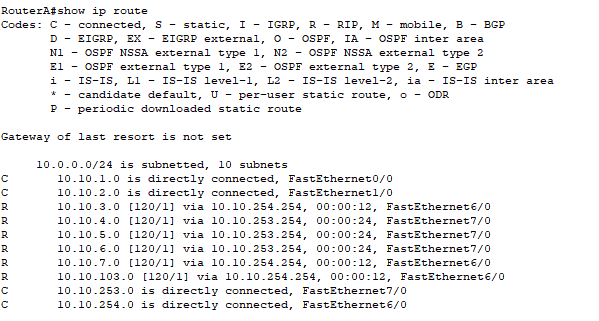 RouterA#show ip route
Codes: C - connected, S - static, I - IGRP, R - RIP, M - mobile, B - BGP
D - EIGRP, EX - EIGRP external, O - OSPF, IA - OSPF inter area
N1 - OSPF NSSA external type 1, N2 - OSPF NSSA external type 2
E1 - OSPF external type 1, E2 - OSPF external type 2, E - EGP
i - IS-IS, L1 - IS-IS level-1, L2 - IS-IS level-2, ia - IS-IS inter area
* - candidate default, U - per-user static route, o - ODR
P - periodic downloaded static route
Gateway of last resort is not set
10.0.0.0/24 is subnetted, 10 subnets
C 10.10.1.0 is directly connected, FastEthernet0/0
C 10.10.2.0 is directly connected, FastEthernet1/0
R 10.10.3.0 [120/1] via 10.10.254.254, 00:00:12, FastEthernet6/0
R 10.10.4.0 [120/1] via 10.10.253.254, 00:00:24, FastEthernet7/0
R 10.10.5.0 [120/1] via 10.10.253.254, 00:00:24, FastEthernet7/0
R 10.10.6.0 [120/1] via 10.10.253.254, 00:00:24, FastEthernet7/0
R 10.10.7.0 [120/1] via 10.10.254.254, 00:00:12, FastEthernet6/0
R 10.10.103.0 [120/1] via 10.10.254.254, 00:00:12, FastEthernet6/0
C 10.10.253.0 is directly connected, FastEthernet7/0
C 10.10.254.0 is directly connected, FastEthernet6/0